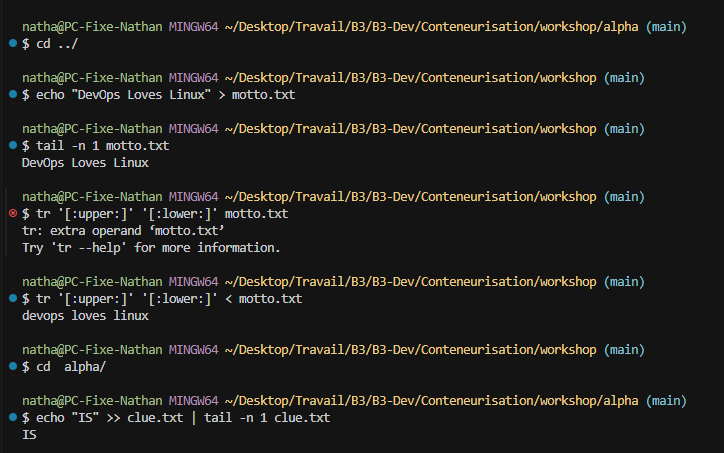 natha@PC-Fixe-Nathan MINGW64 ~/Desktop/Travail/B3/B3-Dev/Conteneurisation/workshop/alpha (main)
$ cd ../
natha@PC-Fixe-Nathan MINGW64 ~/Desktop/Travail/B3/B3-Dev/Conteneurisation/workshop (main)
$ echo "DevOps Loves Linux" > motto.txt
natha@PC-Fixe-Nathan MINGW64 ~/Desktop/Travail/B3/B3-Dev/Conteneurisation/workshop (main)
$ tail -n 1 motto.txt
DevOps Loves Linux
natha@PC-Fixe-Nathan MINGW64 ~/Desktop/Travail/B3/B3-Dev/Conteneurisation/workshop (main)
$ tr '[:upper:]' '[:lower:]' motto.txt
tr: extra operand ‘motto.txt’
Try 'tr --help' for more information.
natha@PC-Fixe-Nathan MINGW64 ~/Desktop/Travail/B3/B3-Dev/Conteneurisation/workshop (main)
$ tr '[:upper:]' '[:lower:]' < motto.txt
devops loves linux
natha@PC-Fixe-Nathan MINGW64 ~/Desktop/Travail/B3/B3-Dev/Conteneurisation/workshop (main)
$ cd  alpha/
natha@PC-Fixe-Nathan MINGW64 ~/Desktop/Travail/B3/B3-Dev/Conteneurisation/workshop/alpha (main)
$ echo "IS" >> clue.txt | tail -n 1 clue.txt
IS